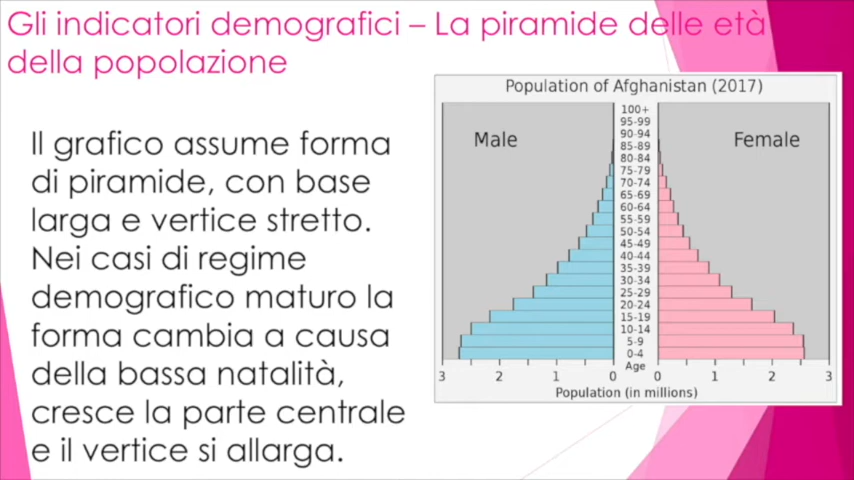 Gli indicatori demografici – La piramide delle età
della popolazione
Il grafico assume forma
di piramide, con base
larga e vertice stretto.
Nei casi di regime
demografico maturo la
forma cambia a causa
della bassa natalità,
cresce la parte centrale
e il vertice si allarga.
Population of Afghanistan (2017)
Male
Female
100+
95-99
90-94
85-89
80-84
75-79
70-74
65-69
60-64
55-59
50-54
45-49
40-44
35-39
30-34
25-29
20-24
15-19
10-14
5-9
0-4
Age
3 2 1 0 0 1 2 3
Population (in millions)